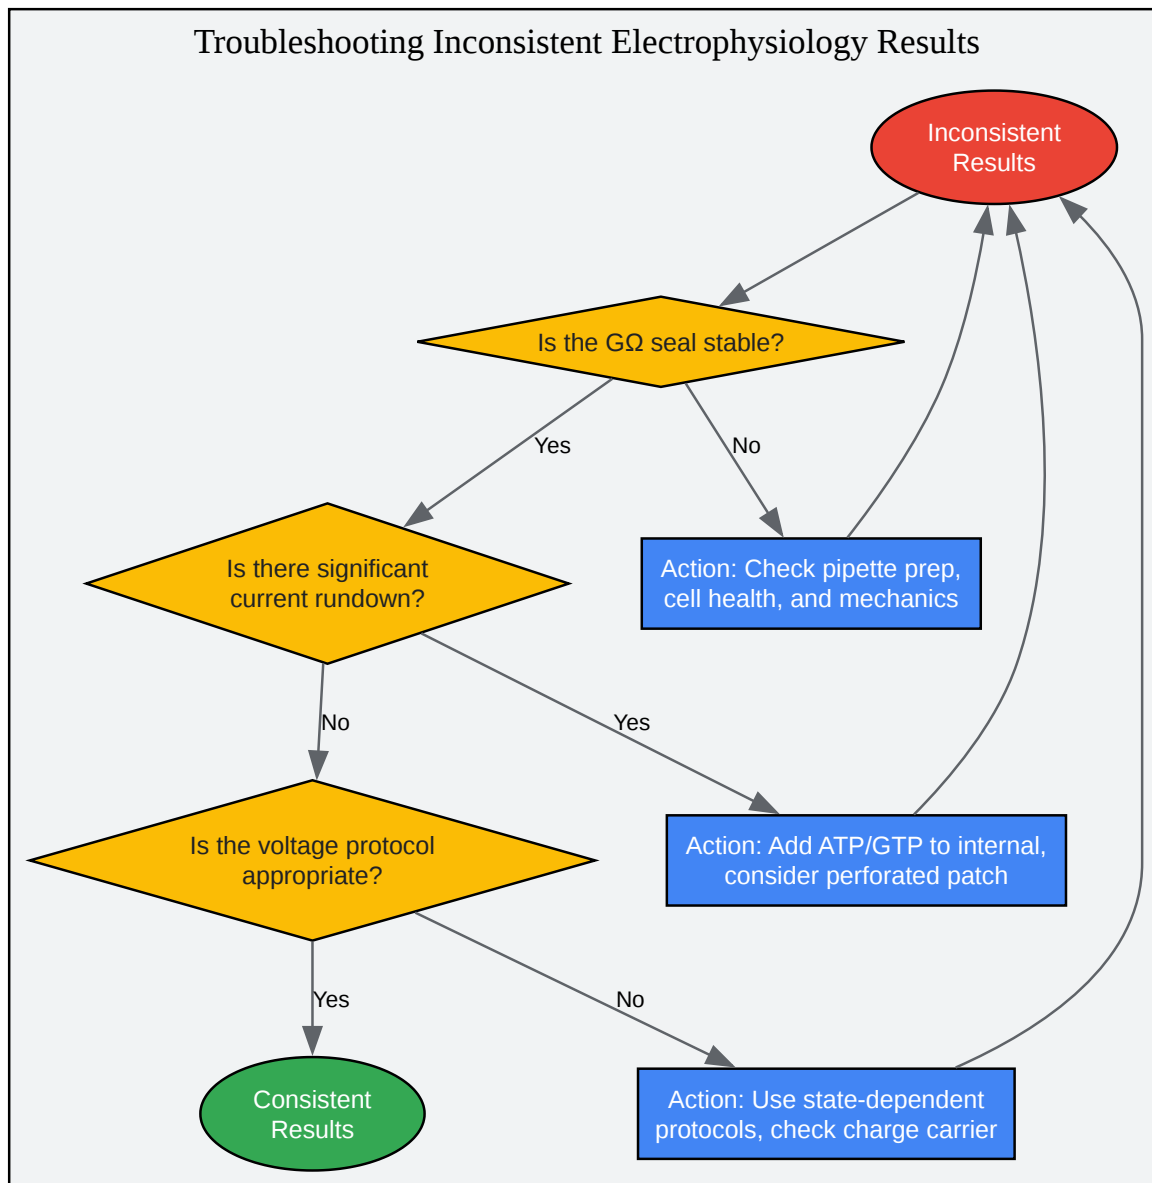 Troubleshooting Inconsistent Electrophysiology Results
Inconsistent
Results
Is the GΩ seal stable?
Yes
No
Is there significant
current rundown?
Action: Check pipette prep,
cell health, and mechanics
No
Yes
Is the voltage protocol
appropriate?
Action: Add ATP/GTP to internal,
consider perforated patch
Yes
No
Consistent
Results
Action: Use state-dependent
protocols, check charge carrier